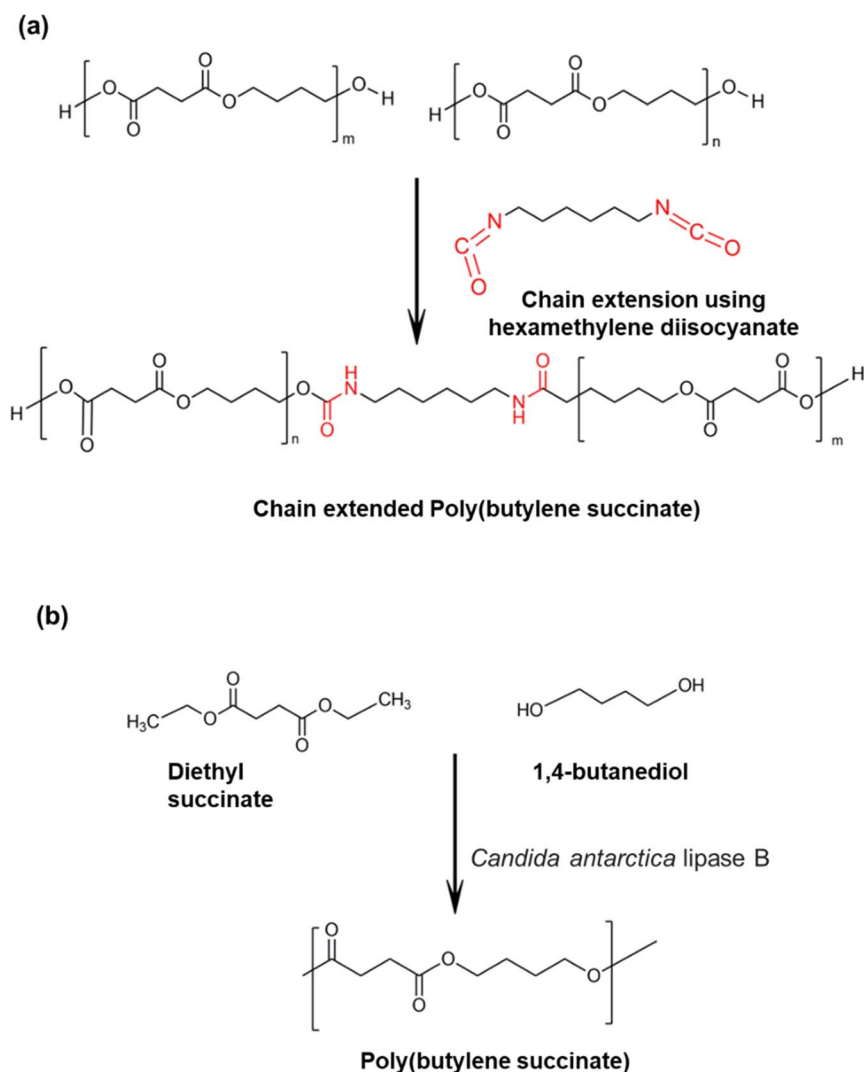 (a)
H O O O O O H m
H O O O O O H n
N C O N C O
Chain extension using
hexamethylene diisocyanate
H O O O O n O O N H N H O O O O O H m
Chain extended Poly(butylene succinate)
(b)
H3C O O O O CH3
HO OH
Diethyl
succinate
1,4-butanediol
Candida antarctica lipase B
O O O O
Poly(butylene succinate)